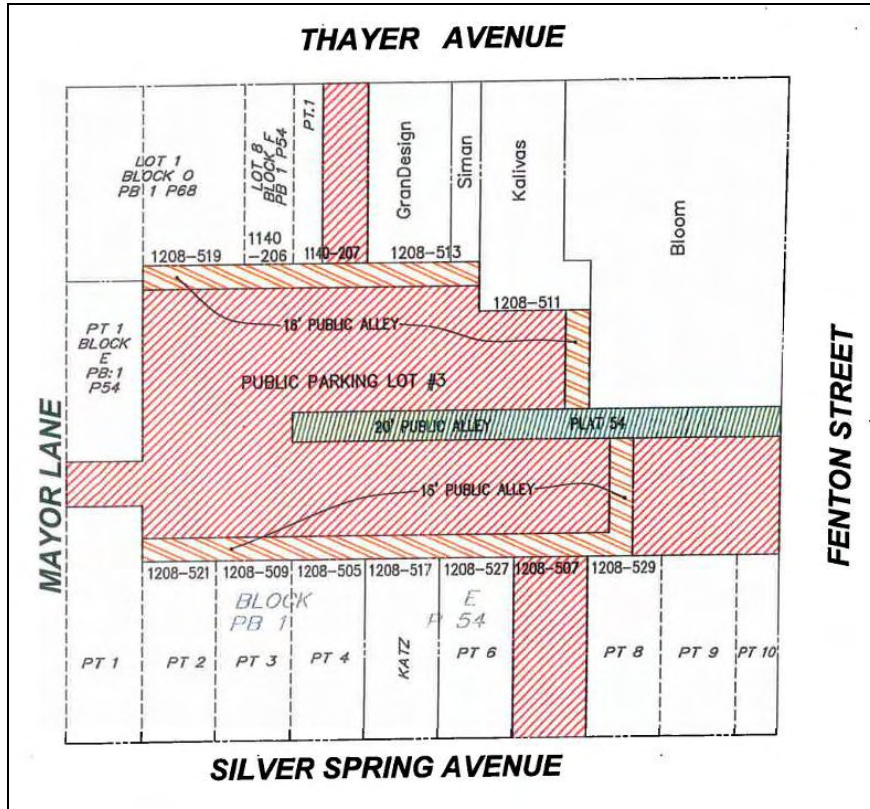 THAYER AVENUE
LOT 1
BLOCK O
PB 1 P68
LOT 8
BLOCK F
PB 1 P54
PT.1
GranDesign
Siman
Kalivas
Bloom
1208-519
1140
-206
1140-207
1208-513
1208-511
16' PUBLIC ALLEY
PT 1
BLOCK
E
PB:1
P54
PUBLIC PARKING LOT #3
20' PUBLIC ALLEY
PLAT 54
MAYOR LANE
FENTON STREET
15' PUBLIC ALLEY
1208-521
1208-509
1208-505
1208-517
1208-527
1208-507
1208-529
BLOCK E
PB 1 P 54
PT 1
PT 2
PT 3
PT 4
KATZ
PT 6
PT 8
PT 9
PT 10
SILVER SPRING AVENUE